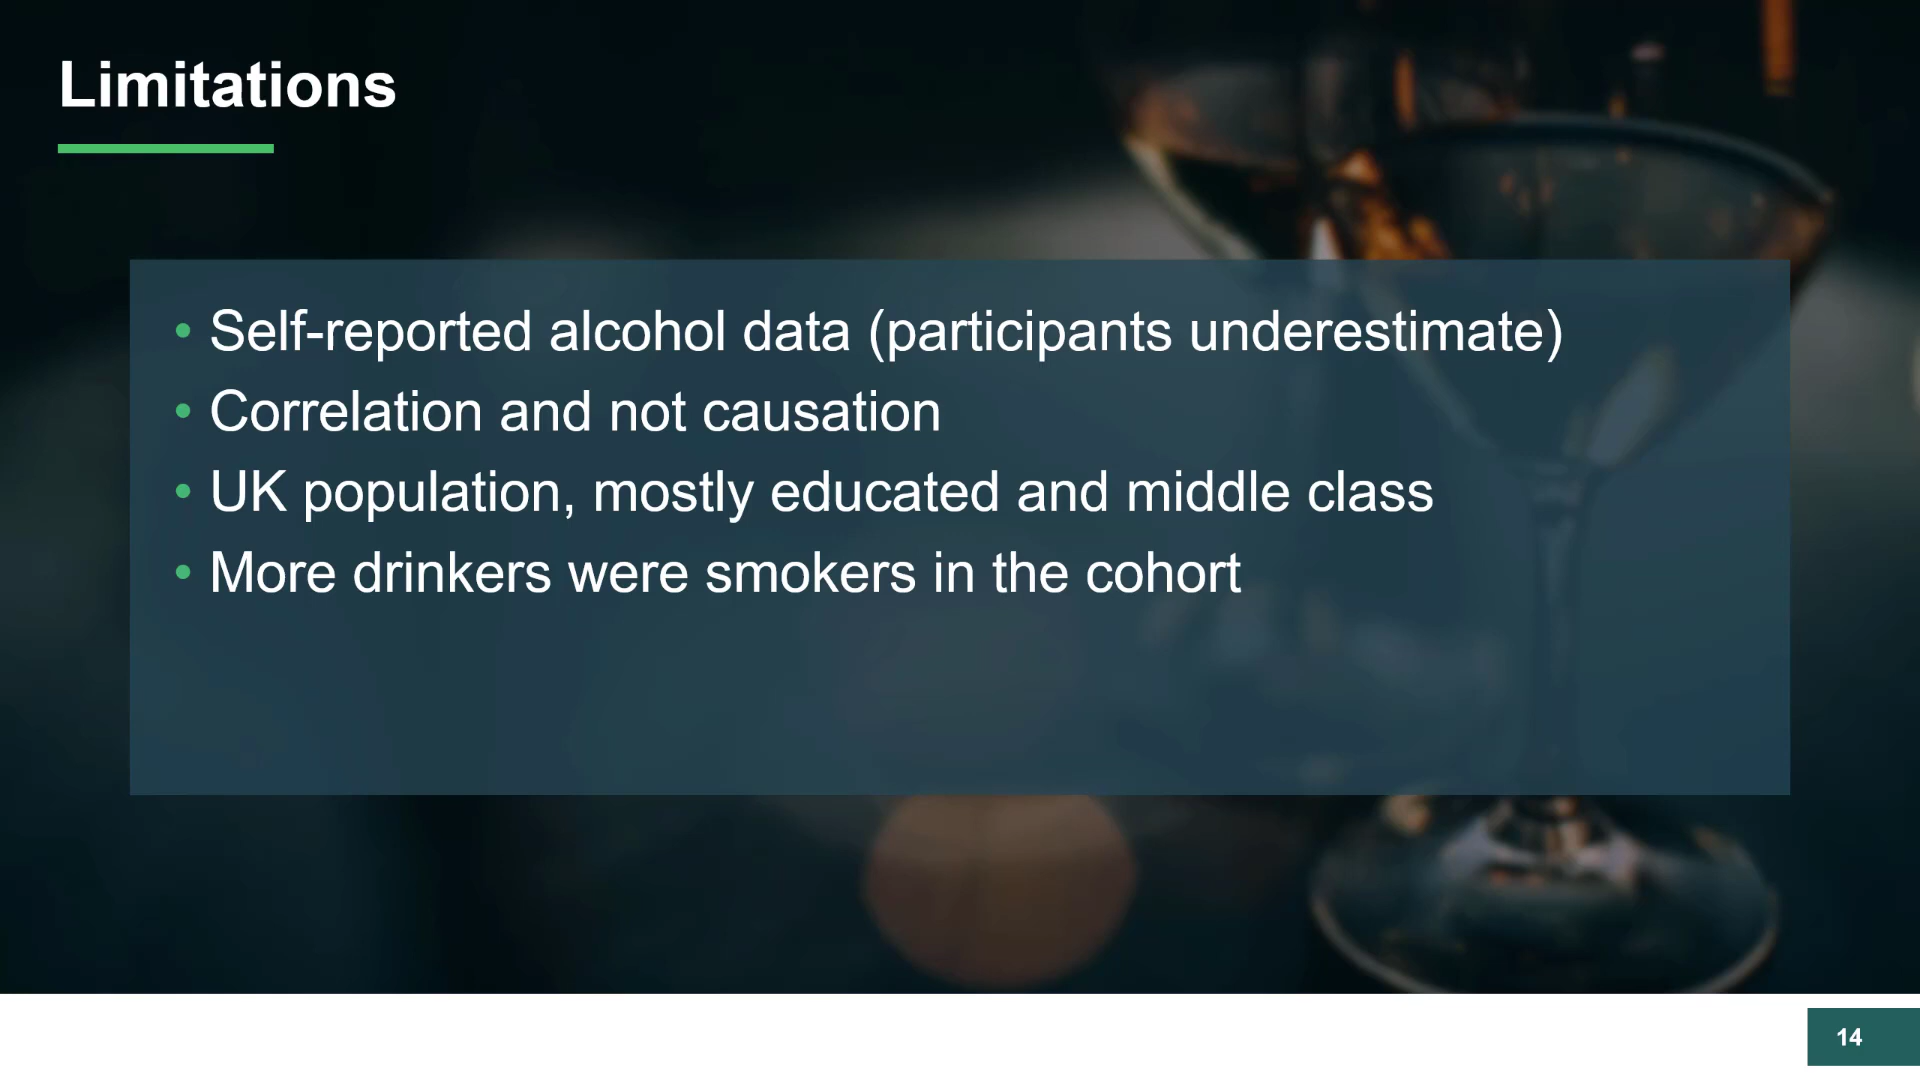 Limitations
• Self-reported alcohol data (participants underestimate)
• Correlation and not causation
• UK population, mostly educated and middle class
• More drinkers were smokers in the cohort
14